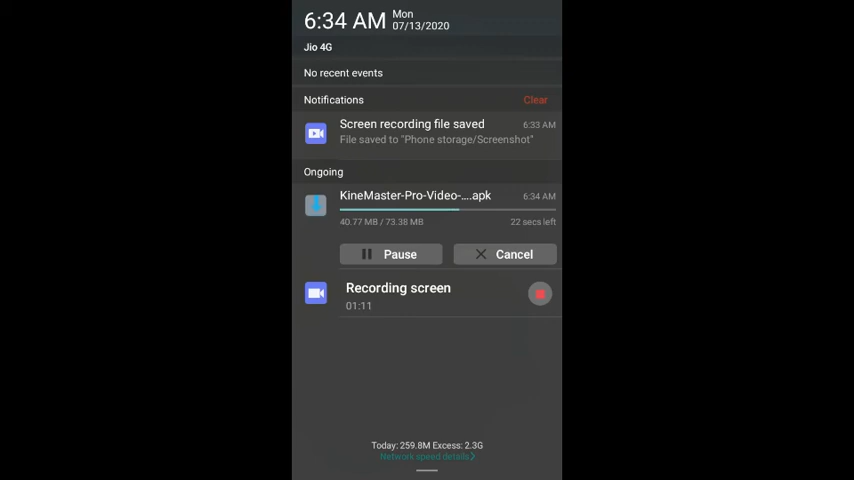 6:34 AM Mon
07/13/2020
Jio 4G
No recent events
Notifications Clear
Screen recording file saved 6:33 AM
File saved to "Phone storage/Screenshot"
Ongoing
KineMaster-Pro-Video-....apk 6:34 AM
40.77 MB / 73.38 MB 22 secs left
Pause Cancel
Recording screen
01:11
Today: 259.8M Excess: 2.3G
Network speed details